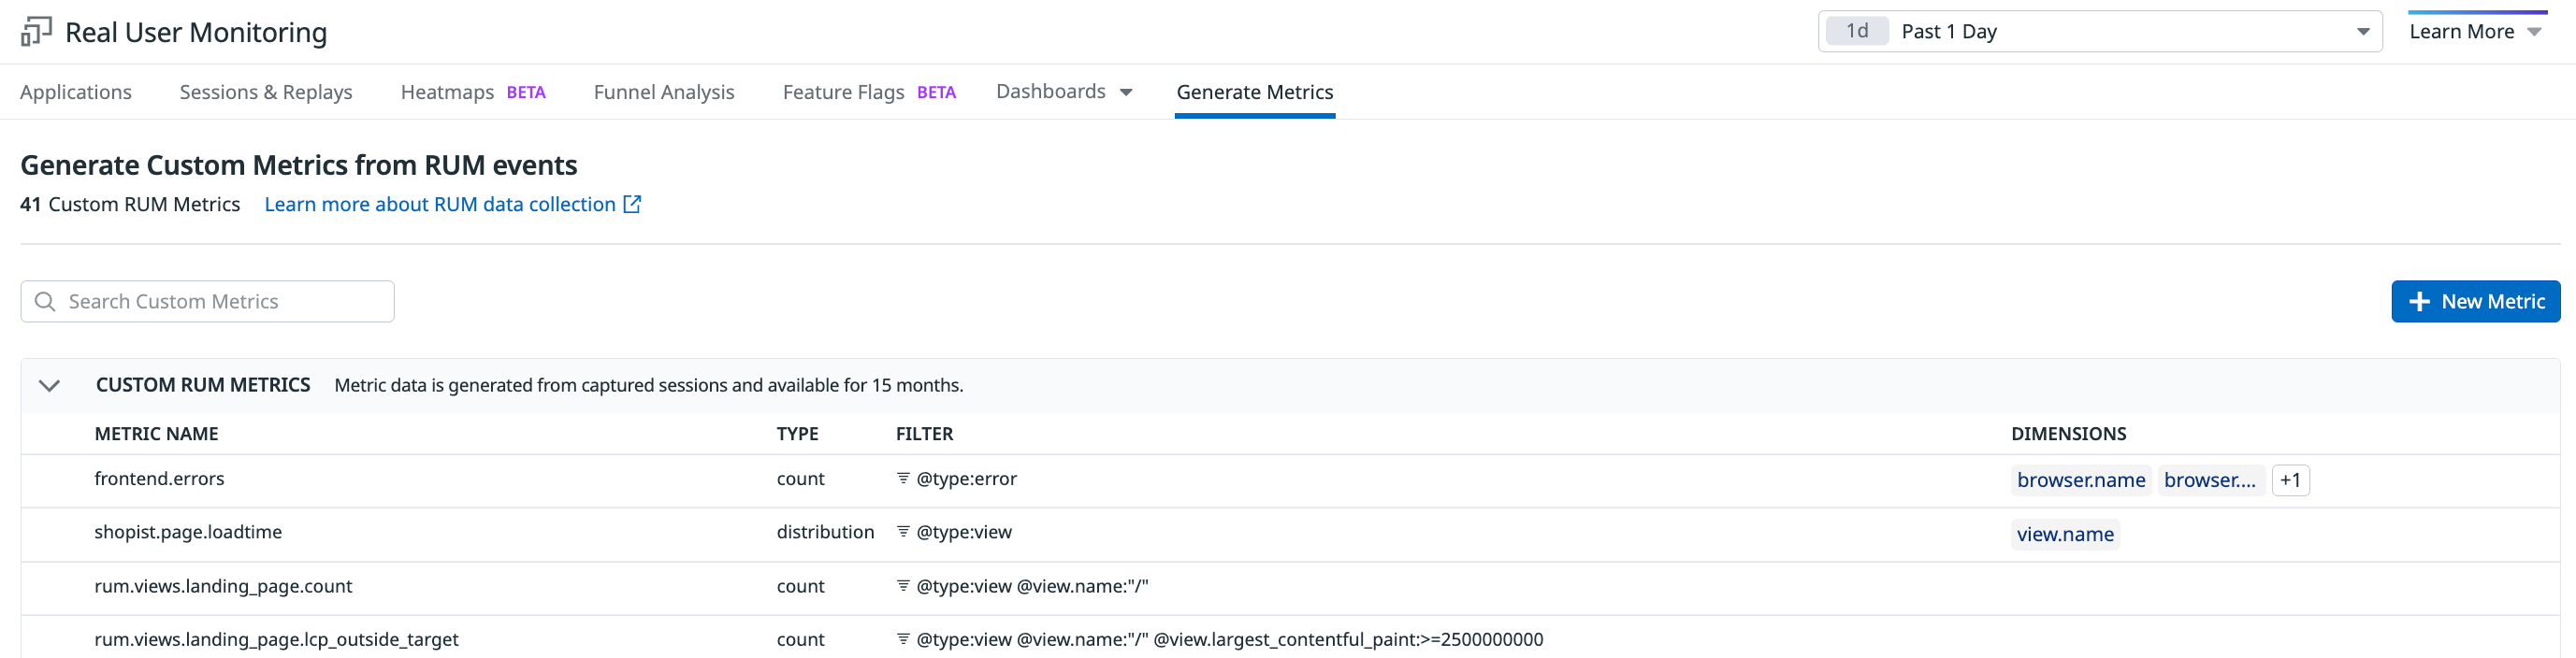 Real User Monitoring
1d Past 1 Day
Learn More
Applications Sessions & Replays Heatmaps BETA Funnel Analysis Feature Flags BETA Dashboards Generate Metrics
Generate Custom Metrics from RUM events
41 Custom RUM Metrics Learn more about RUM data collection
Search Custom Metrics
New Metric
CUSTOM RUM METRICS Metric data is generated from captured sessions and available for 15 months.
METRIC NAME TYPE FILTER DIMENSIONS
frontend.errors count @type:error browser.name browser.... +1
shopist.page.loadtime distribution @type:view view.name
rum.views.landing_page.count count @type:view @view.name:"/"
rum.views.landing_page.lcp_outside_target count @type:view @view.name:"/" @view.largest_contentful_paint:>=2500000000